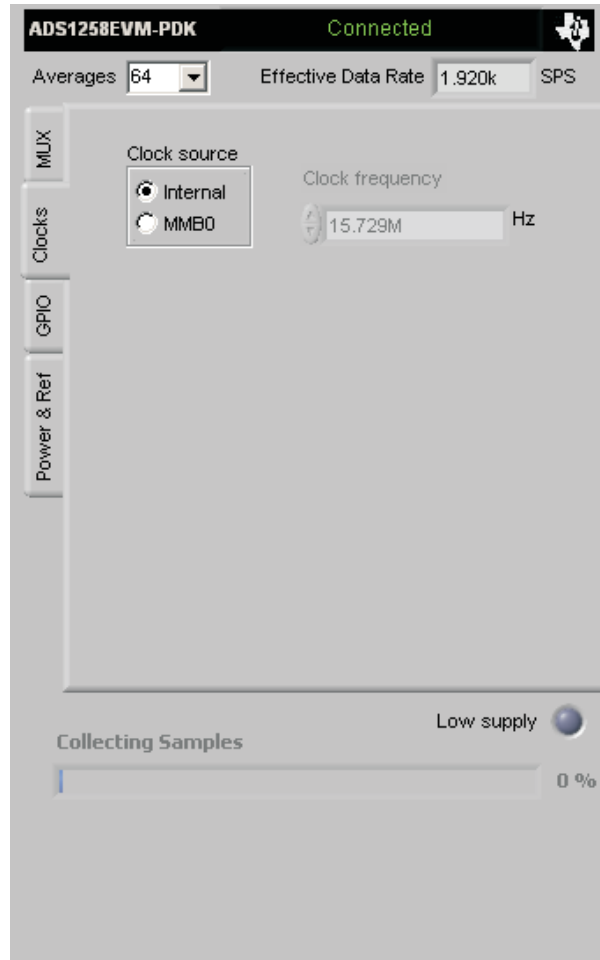 ADS1258EVM-PDK Connected
Averages 64 Effective Data Rate 1.920k SPS
MUX
Clocks
GPIO
Power & Ref
Clock source
Internal
MMB0
Clock frequency
15.729M Hz
Low supply
Collecting Samples
0 %